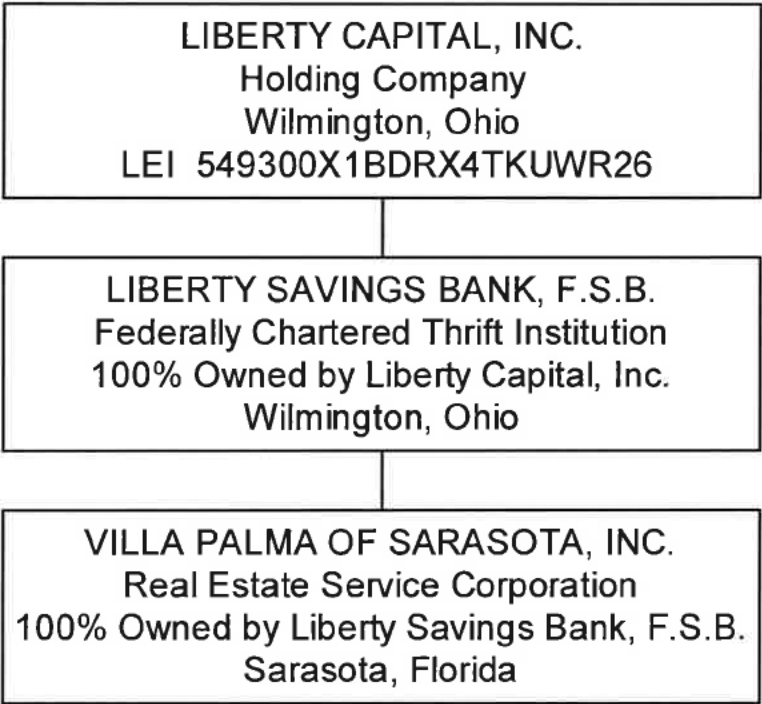 LIBERTY CAPITAL, INC.
Holding Company
Wilmington, Ohio
LEI 549300X1BDRX4TKUWR26
LIBERTY SAVINGS BANK, F.S.B.
Federally Chartered Thrift Institution
100% Owned by Liberty Capital, Inc.
Wilmington, Ohio
VILLA PALMA OF SARASOTA, INC.
Real Estate Service Corporation
100% Owned by Liberty Savings Bank, F.S.B.
Sarasota, Florida